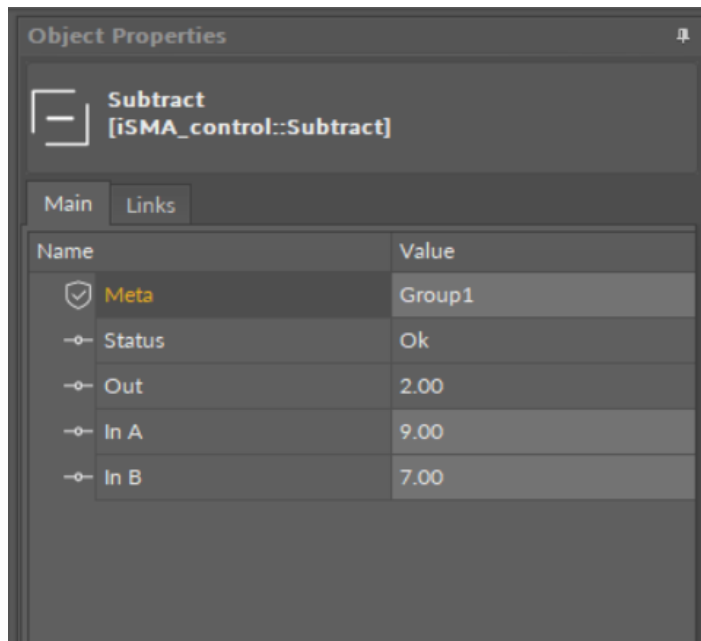 Object Properties
Subtract
[iSMA_control::Subtract]
Main Links
Name Value
Meta Group1
Status Ok
Out 2.00
In A 9.00
In B 7.00